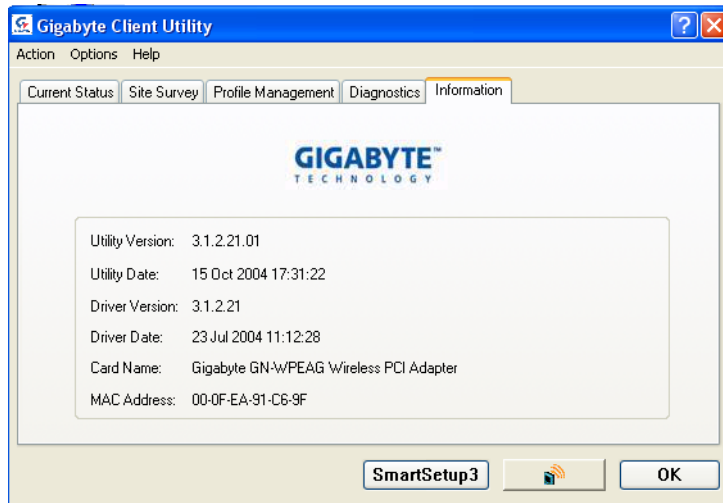 Gigabyte Client Utility
Action Options Help
Current Status Site Survey Profile Management Diagnostics Information
GIGABYTE™
TECHNOLOGY
Utility Version: 3.1.2.21.01
Utility Date: 15 Oct 2004 17:31:22
Driver Version: 3.1.2.21
Driver Date: 23 Jul 2004 11:12:28
Card Name: Gigabyte GN-WPEAG Wireless PCI Adapter
MAC Address: 00-0F-EA-91-C6-9F
SmartSetup3 OK